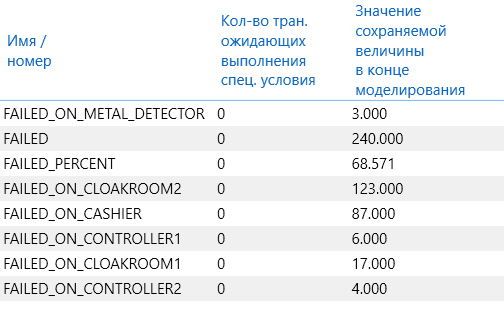 Имя /
номер
Кол-во тран.
ожидающих
выполнения
спец. условия
Значение
сохраняемой
величины
в конце
моделирования
FAILED_ON_METAL_DETECTOR 0 3.000
FAILED 0 240.000
FAILED_PERCENT 0 68.571
FAILED_ON_CLOAKROOM2 0 123.000
FAILED_ON_CASHIER 0 87.000
FAILED_ON_CONTROLLER1 0 6.000
FAILED_ON_CLOAKROOM1 0 17.000
FAILED_ON_CONTROLLER2 0 4.000